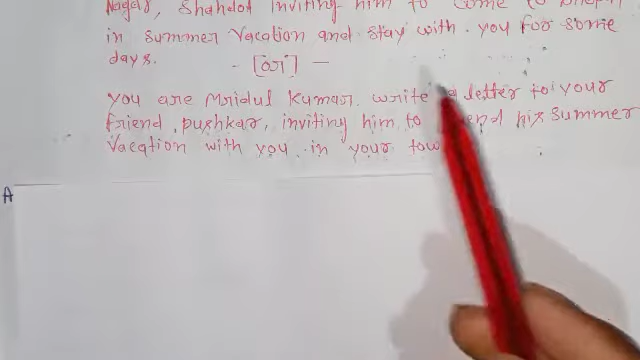 Nagar, Shahdol Inviting him to come to Bhopal
in summer vacation and stay with you for some
days.
[or]
you are Mridul Kumar. write a letter to your
friend pushkar, inviting him to spend his summer
Vacation with you in your
A